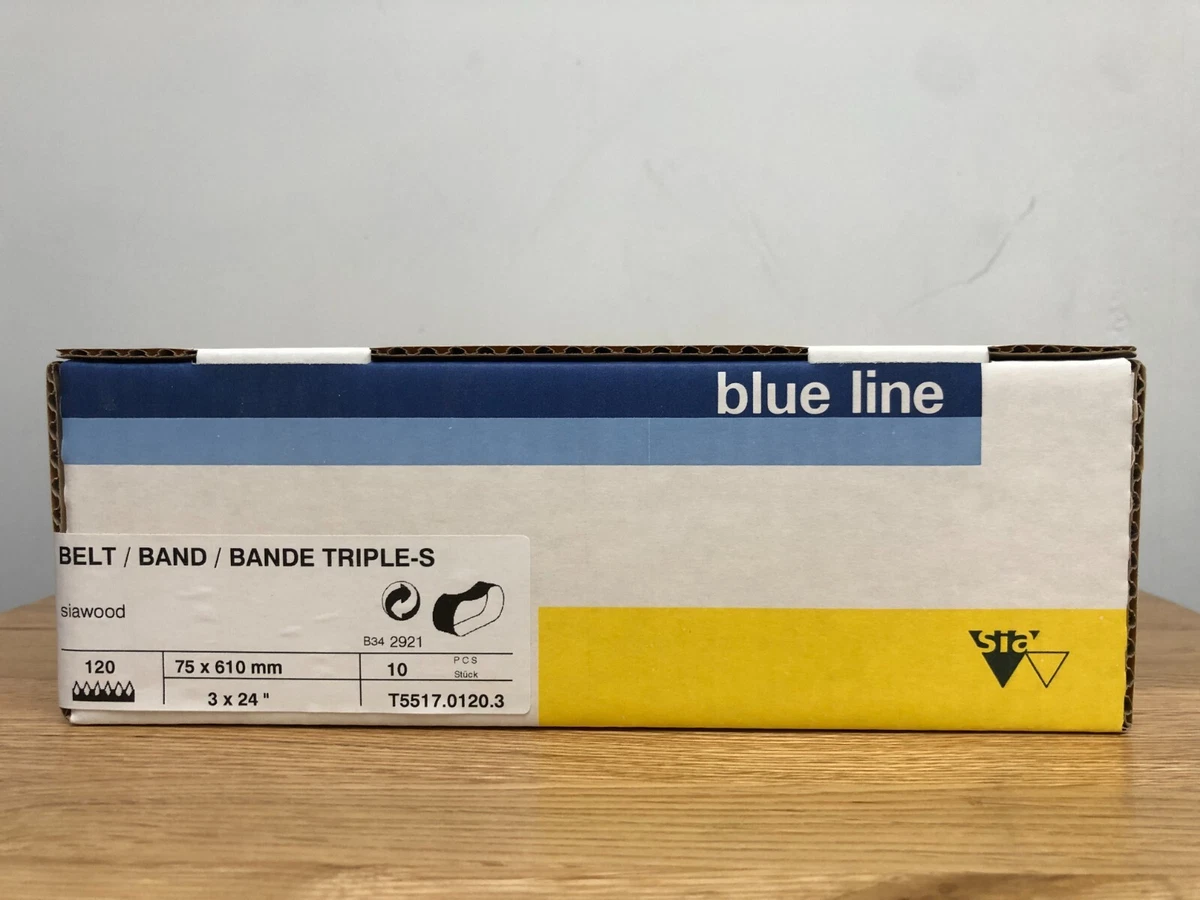 blue line
BELT / BAND / BANDE TRIPLE-S
siawood
B34 2921
120
75 x 610 mm
10
PCS
Stück
3 x 24 "
T5517.0120.3
sia